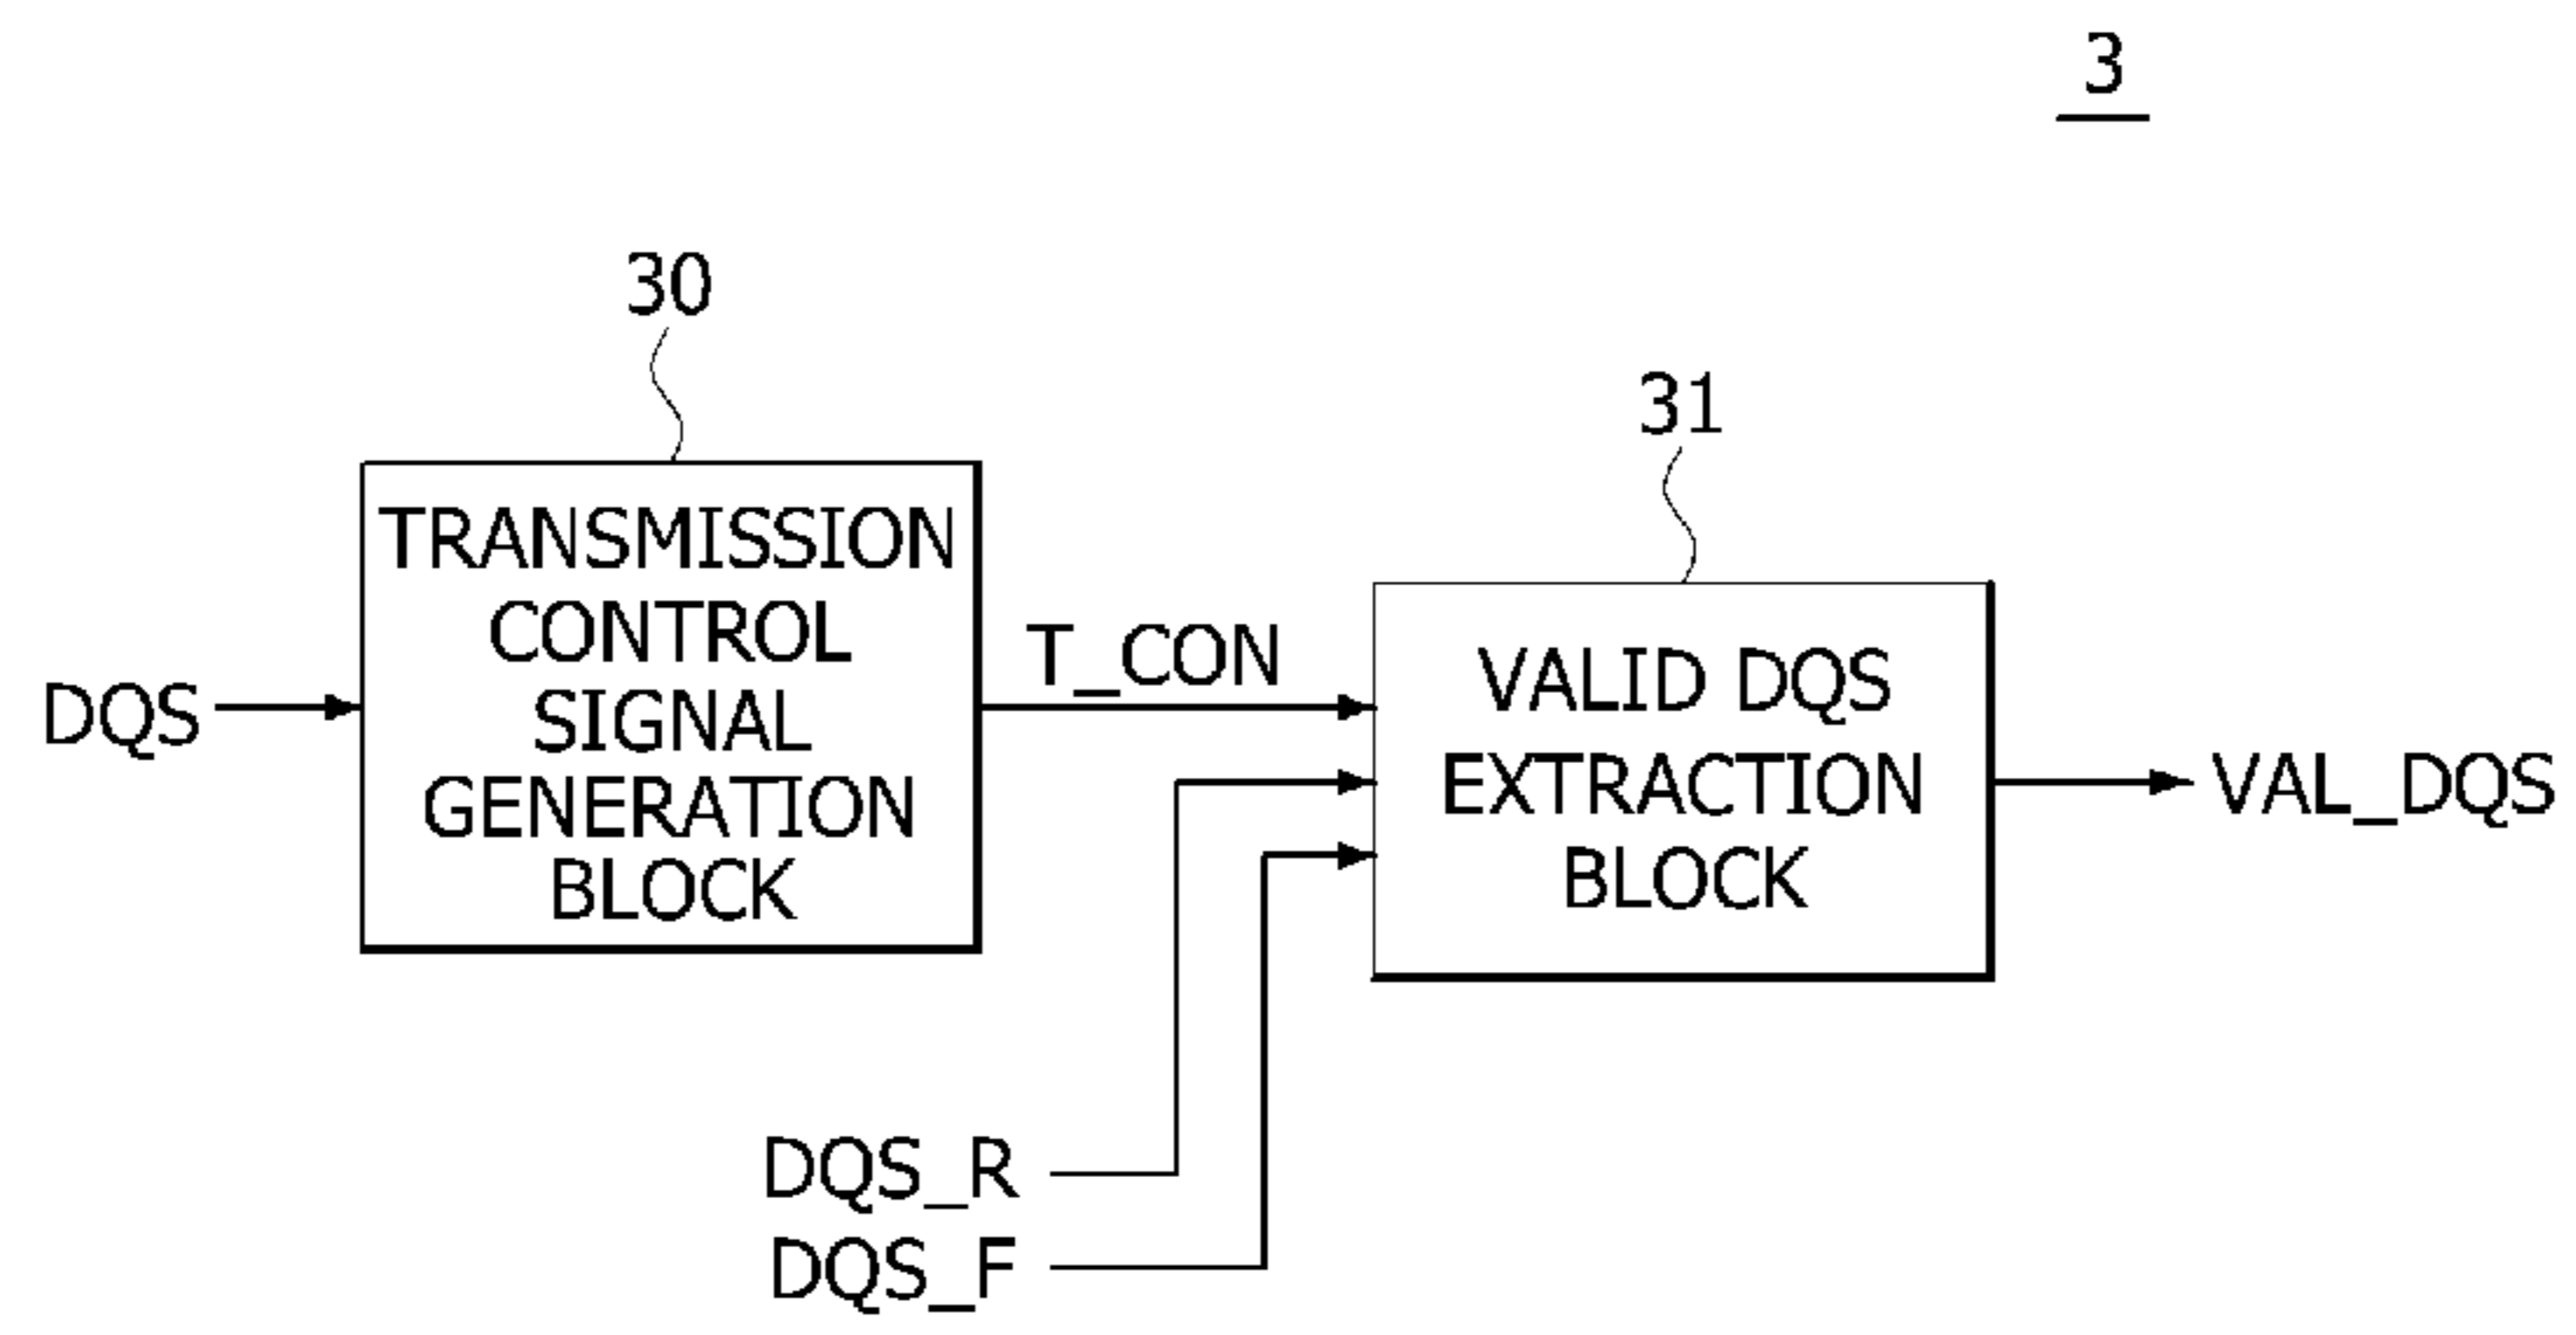 3
30
31
TRANSMISSION
CONTROL
SIGNAL
GENERATION
BLOCK
DQS
T_CON
VALID DQS
EXTRACTION
BLOCK
VAL_DQS
DQS_R
DQS_F